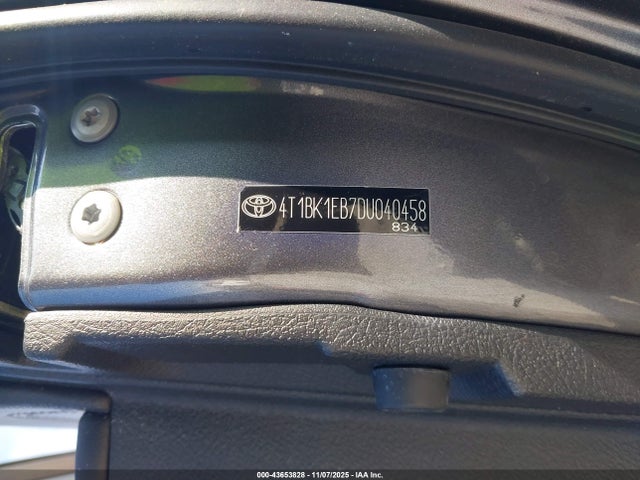 4T1BK1EB7DU040458
834
000-43653828 - 11/07/2025 - IAA Inc.